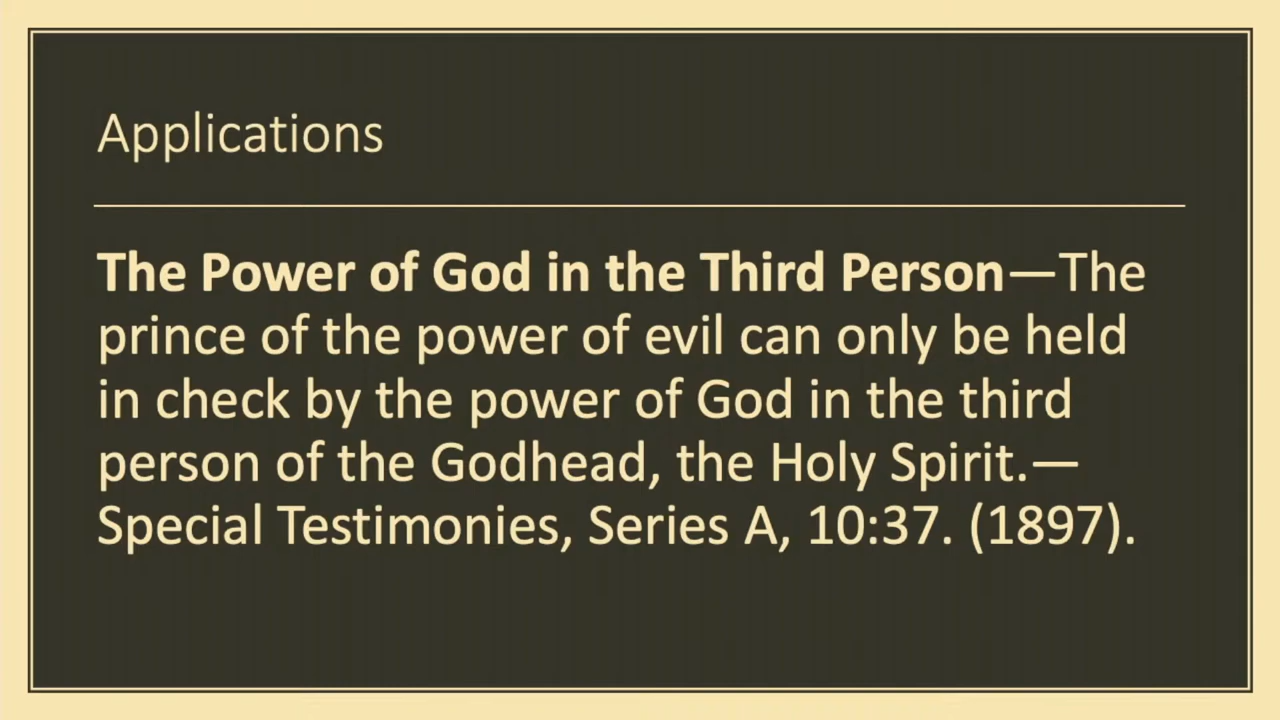 Applications
The Power of God in the Third Person—The
prince of the power of evil can only be held
in check by the power of God in the third
person of the Godhead, the Holy Spirit.—
Special Testimonies, Series A, 10:37. (1897).